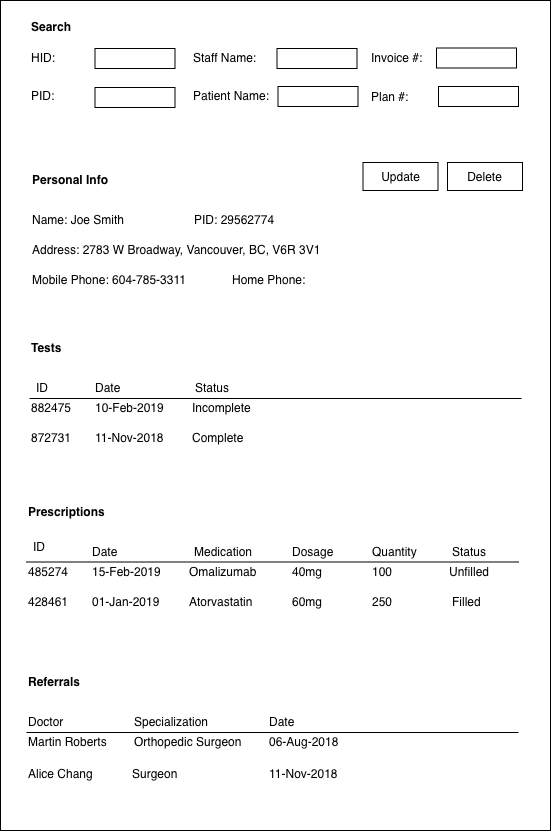 Search
HID: Staff Name: Invoice #:
PID: Patient Name: Plan #:
Personal Info Update Delete
Name: Joe Smith PID: 29562774
Address: 2783 W Broadway, Vancouver, BC, V6R 3V1
Mobile Phone: 604-785-3311 Home Phone:
Tests
ID Date Status
882475 10-Feb-2019 Incomplete
872731 11-Nov-2018 Complete
Prescriptions
ID Date Medication Dosage Quantity Status
485274 15-Feb-2019 Omalizumab 40mg 100 Unfilled
428461 01-Jan-2019 Atorvastatin 60mg 250 Filled
Referrals
Doctor Specialization Date
Martin Roberts Orthopedic Surgeon 06-Aug-2018
Alice Chang Surgeon 11-Nov-2018